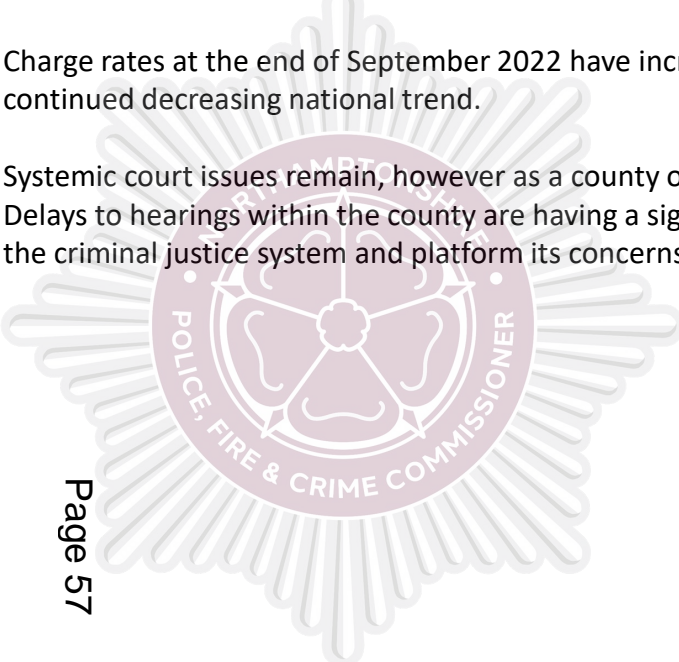 Charge rates at the end of September 2022 have incr
continued decreasing national trend.
Systemic court issues remain, however as a county o
Delays to hearings within the county are having a sig
the criminal justice system and platform its concerns
NORTHAMPTONSHIRE
POLICE, FIRE & CRIME COMMISSIONER
Page 57